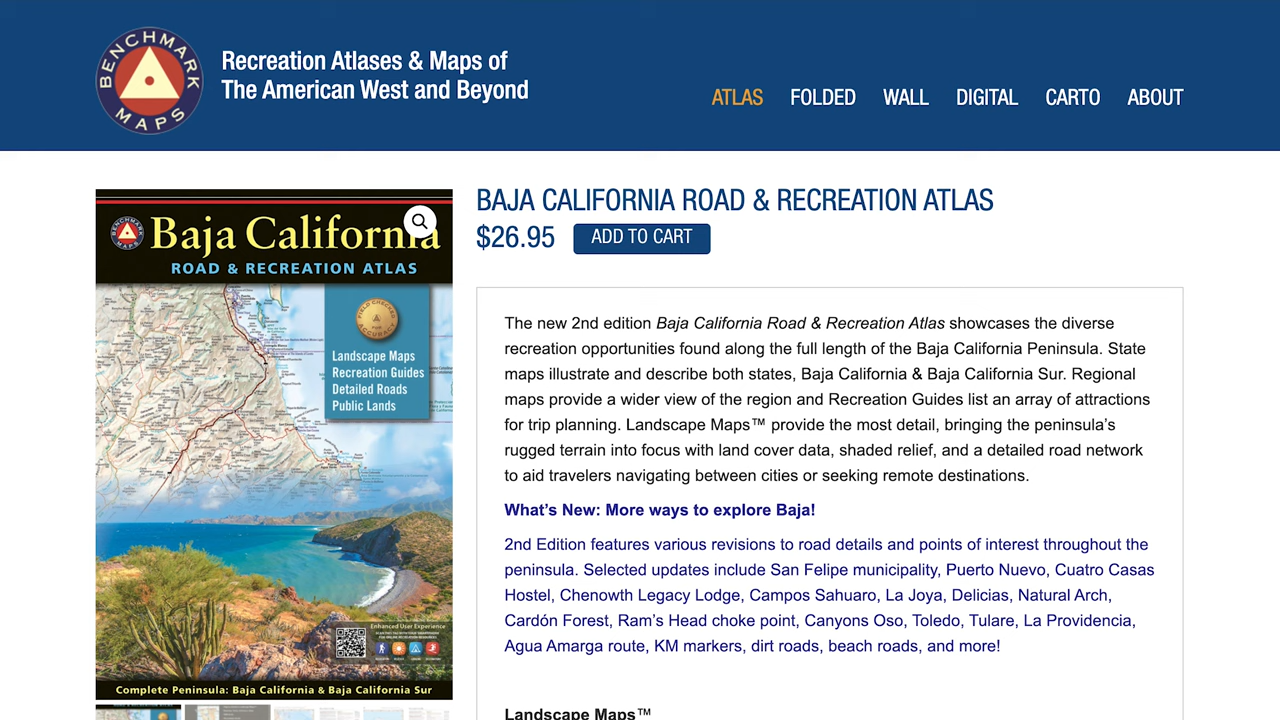 BENCHMARK MAPS
Recreation Atlases & Maps of
The American West and Beyond
ATLAS FOLDED WALL DIGITAL CARTO ABOUT
BENCHMARK MAPS
Baja California
ROAD & RECREATION ATLAS
FIELD CHECKED
FOR
ACCURACY
Landscape Maps
Recreation Guides
Detailed Roads
Public Lands
Enhanced User Experience
Complete Peninsula: Baja California & Baja California Sur
BAJA CALIFORNIA ROAD & RECREATION ATLAS
$26.95 ADD TO CART
The new 2nd edition Baja California Road & Recreation Atlas showcases the diverse
recreation opportunities found along the full length of the Baja California Peninsula. State
maps illustrate and describe both states, Baja California & Baja California Sur. Regional
maps provide a wider view of the region and Recreation Guides list an array of attractions
for trip planning. Landscape Maps™ provide the most detail, bringing the peninsula’s
rugged terrain into focus with land cover data, shaded relief, and a detailed road network
to aid travelers navigating between cities or seeking remote destinations.
What’s New: More ways to explore Baja!
2nd Edition features various revisions to road details and points of interest throughout the
peninsula. Selected updates include San Felipe municipality, Puerto Nuevo, Cuatro Casas
Hostel, Chenowth Legacy Lodge, Campos Sahuaro, La Joya, Delicias, Natural Arch,
Cardón Forest, Ram’s Head choke point, Canyons Oso, Toledo, Tulare, La Providencia,
Agua Amarga route, KM markers, dirt roads, beach roads, and more!
Landscape Maps™